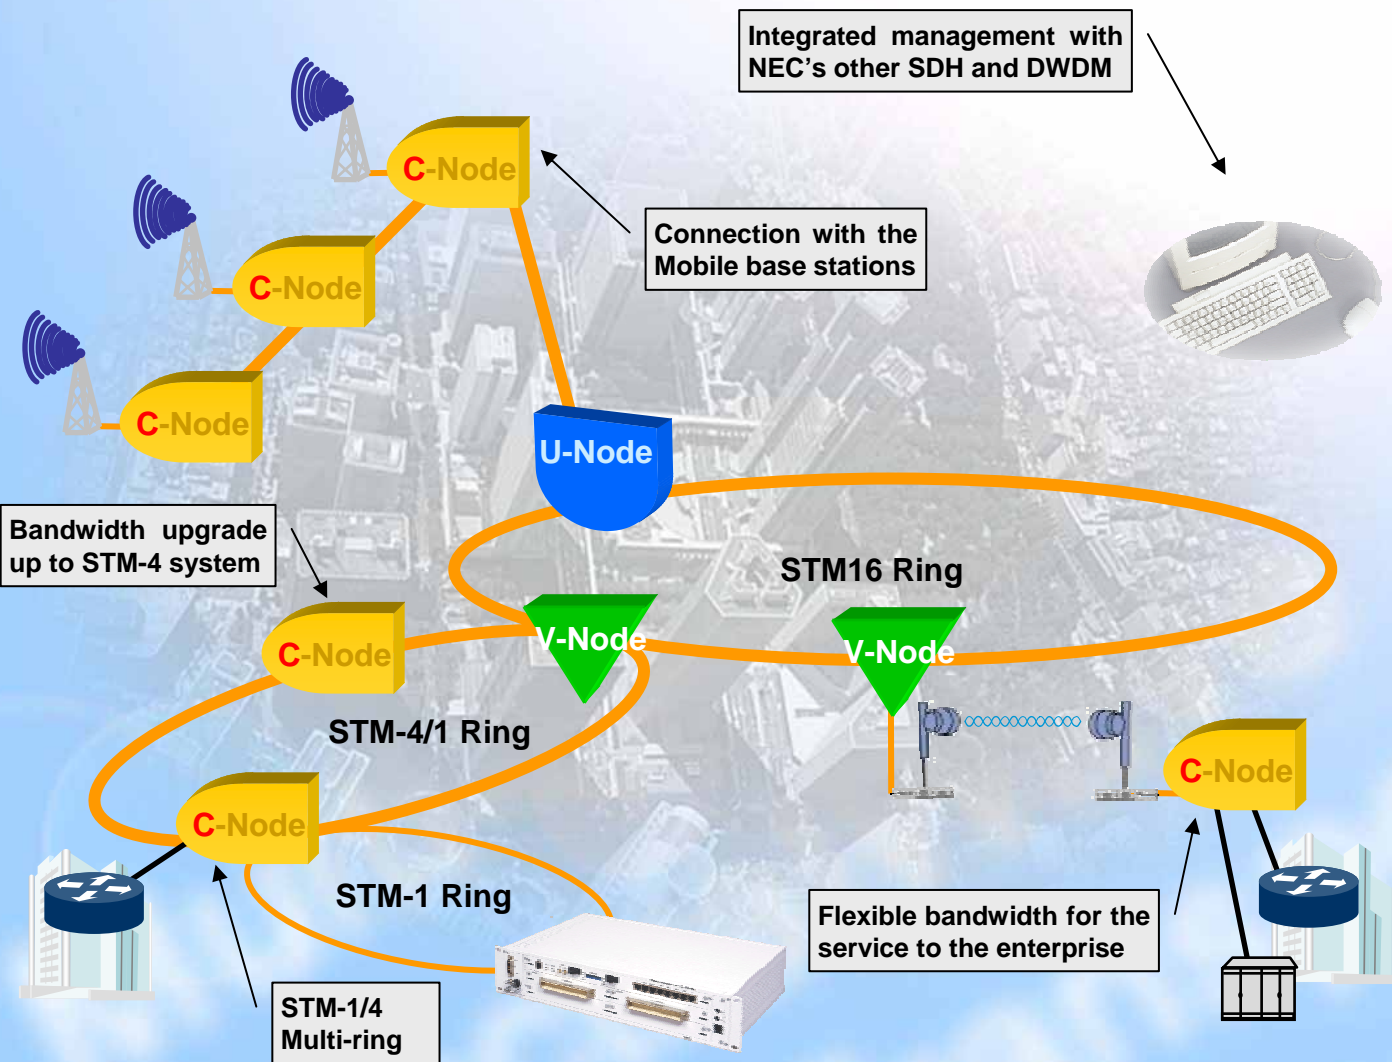 Integrated management with
NEC's other SDH and DWDM
C-Node
Connection with the
Mobile base stations
C-Node
C-Node
U-Node
Bandwidth upgrade
up to STM-4 system
STM16 Ring
C-Node
V-Node
V-Node
STM-4/1 Ring
C-Node
C-Node
STM-1 Ring
Flexible bandwidth for the
service to the enterprise
STM-1/4
Multi-ring